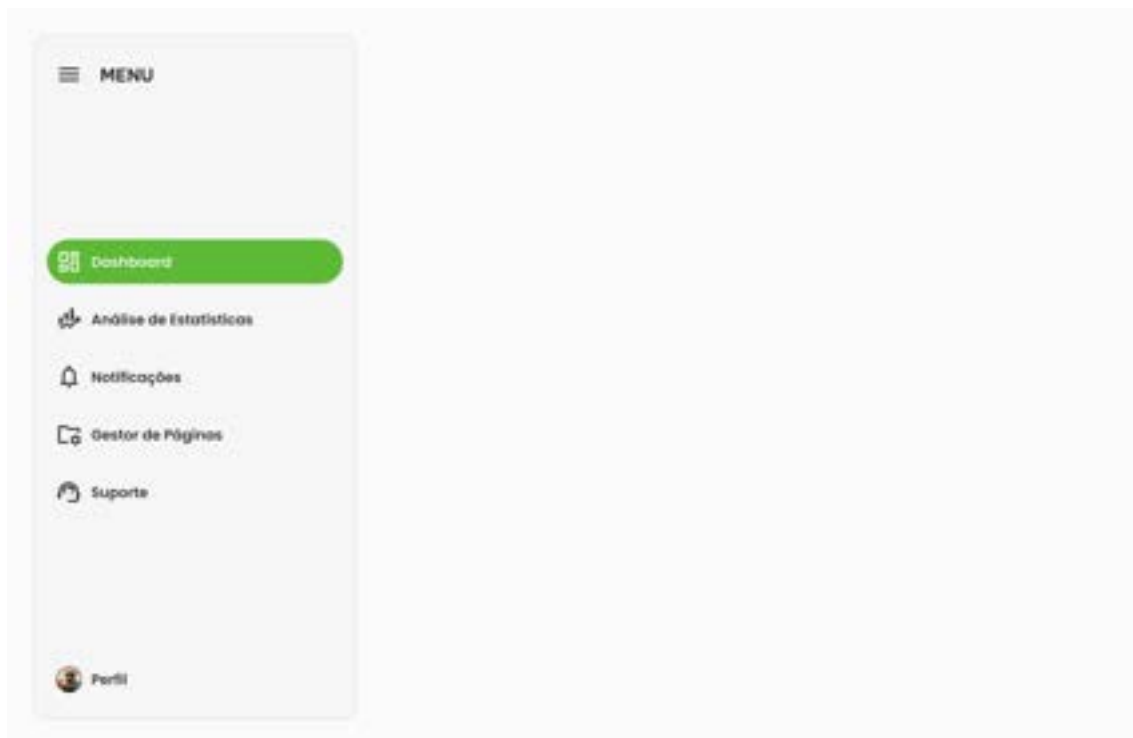 MENU
Dashboard
Análise de Estatísticas
Notificações
Gestor de Páginas
Suporte
Perfil